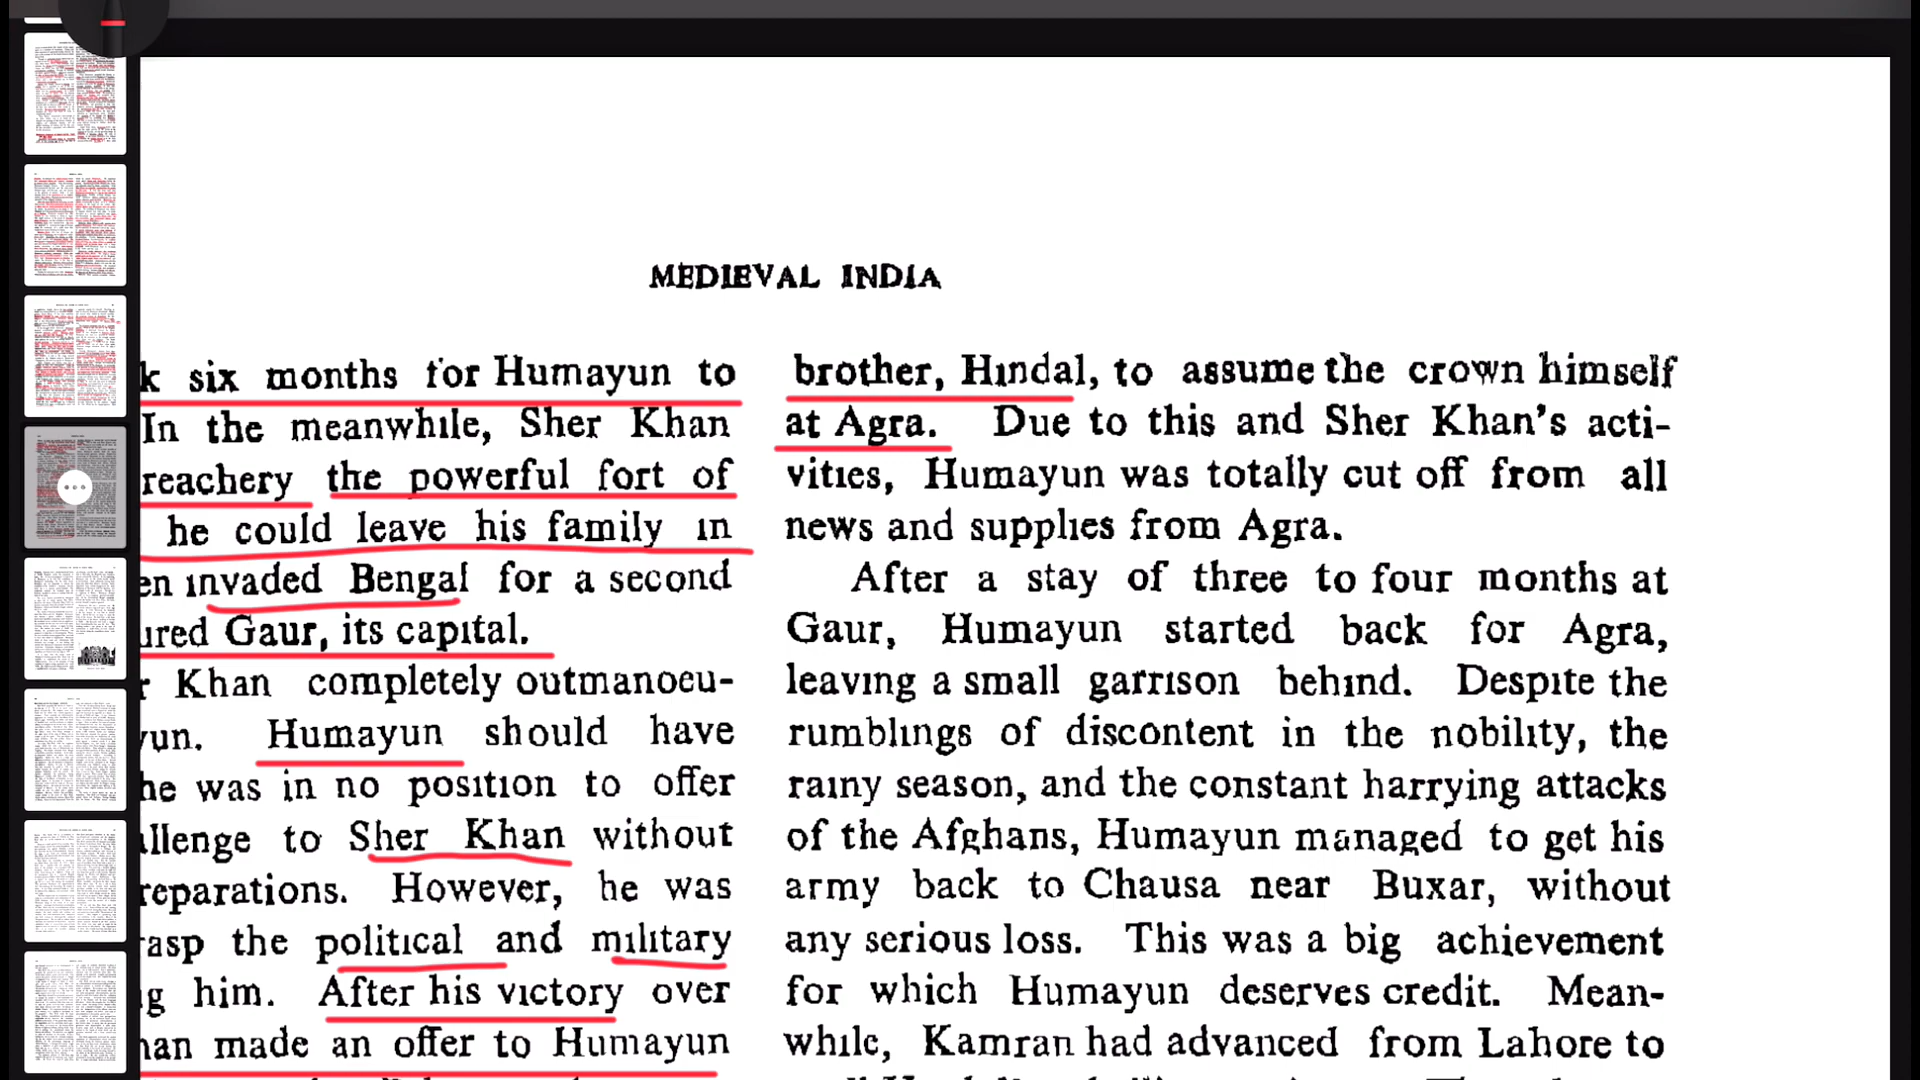 MEDIEVAL INDIA
k six months for Humayun to
In the meanwhile, Sher Khan
reachery the powerful fort of
he could leave his family in
en invaded Bengal for a second
ured Gaur, its capital.
r Khan completely outmanoeu-
yun. Humayun should have
he was in no position to offer
allenge to Sher Khan without
reparations. However, he was
rasp the political and military
g him. After his victory over
han made an offer to Humayun
brother, Hindal, to assume the crown himself
at Agra. Due to this and Sher Khan's acti-
vities, Humayun was totally cut off from all
news and supplies from Agra.
After a stay of three to four months at
Gaur, Humayun started back for Agra,
leaving a small garrison behind. Despite the
rumblings of discontent in the nobility, the
rainy season, and the constant harrying attacks
of the Afghans, Humayun managed to get his
army back to Chausa near Buxar, without
any serious loss. This was a big achievement
for which Humayun deserves credit. Mean-
while, Kamran had advanced from Lahore to